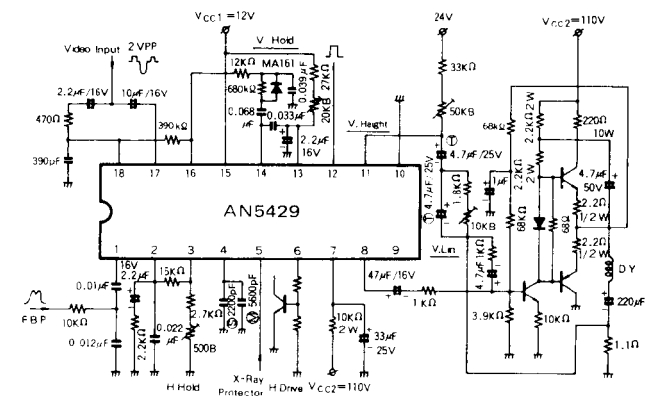 VCC1=12V
24V
VCC2=110V
Video Input
2 VPP
V. Hold
2.2μF/16V
10μF/16V
12KΩ
MA161
680kΩ
0.039μF
27KΩ
20KB
33KΩ
50KB
470Ω
390kΩ
0.068
μF
0.033μF
2.2μF
16V
V. Height
390pF
68kΩ
2.2KΩ
2W
2.2KΩ
2W
220Ω
10W
4.7μF/25V
4.7μF
50V
18 17 16 15 14 13 12 11 10
T
4.7μF/25V
T
1.8KΩ
10KB
1μF
68KΩ
68Ω
2.2Ω
1/2W
2.2Ω
1/2W
AN5429
V.Lin
DY
1 2 3 4 5 6 7 8 9
4.7μF
1KΩ
220μF
16V
2.2μF
0.01μF
15KΩ
2200pF
S
5600pF
M
47μF/16V
1KΩ
FBP
10KΩ
2.7KΩ
10KΩ
2W
33μF
25V
3.9KΩ
10KΩ
1.1Ω
0.012μF
2.2KΩ
0.022
μF
500B
H Hold
X-Ray
Protector
H Drive
VCC2=110V